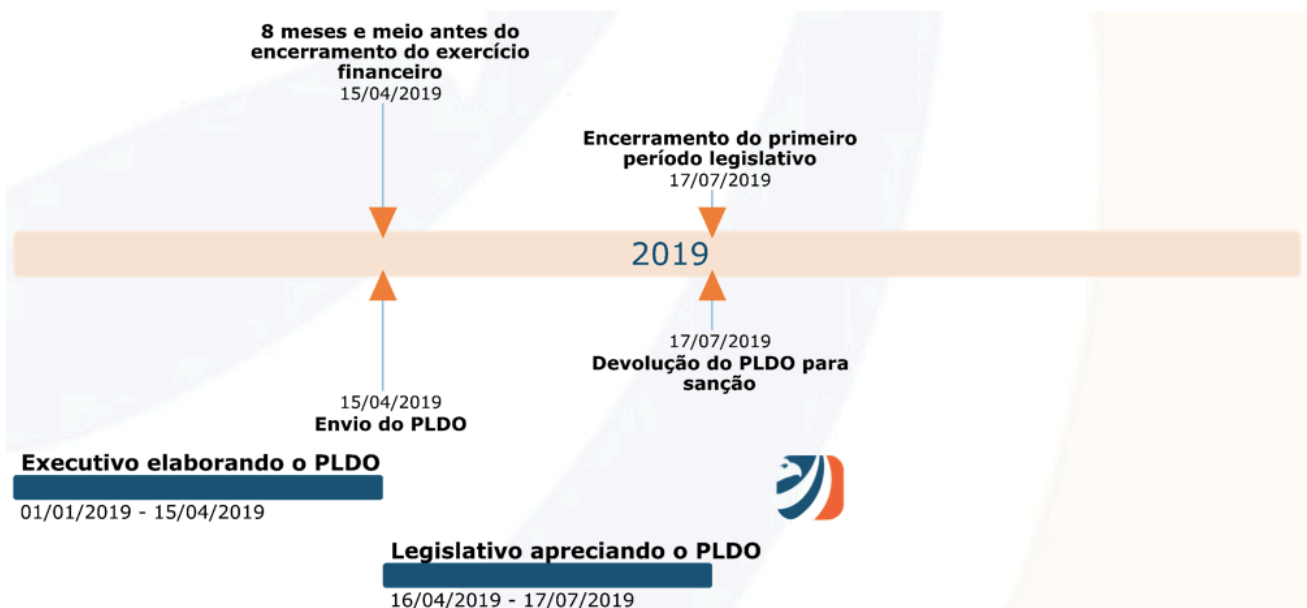 8 meses e meio antes do
encerramento do exercício
financeiro
15/04/2019
Encerramento do primeiro
período legislativo
17/07/2019
2019
17/07/2019
Devolução do PLDO para
sanção
15/04/2019
Envio do PLDO
Executivo elaborando o PLDO
01/01/2019 - 15/04/2019
Legislativo apreciando o PLDO
16/04/2019 - 17/07/2019